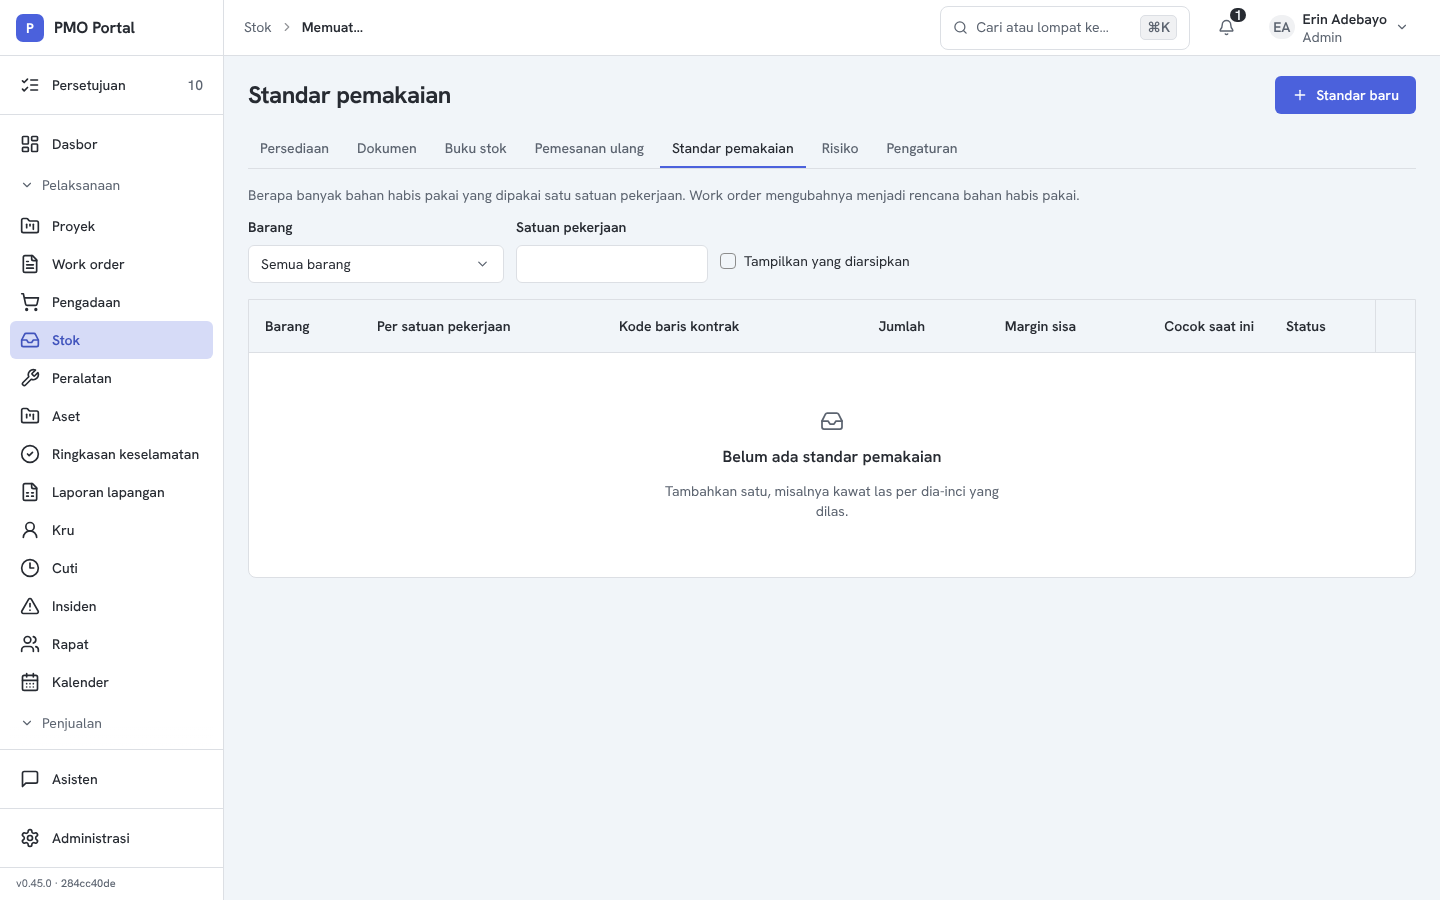 P PMO Portal
Stok > Memuat...
Cari atau lompat ke... ⌘K
1
EA
Erin Adebayo
Admin
Persetujuan 10
Dasbor
Pelaksanaan
Proyek
Work order
Pengadaan
Stok
Peralatan
Aset
Ringkasan keselamatan
Laporan lapangan
Kru
Cuti
Insiden
Rapat
Kalender
Penjualan
Asisten
Administrasi
v0.45.0 · 284cc40de
Standar pemakaian
Standar baru
Persediaan Dokumen Buku stok Pemesanan ulang Standar pemakaian Risiko Pengaturan
Berapa banyak bahan habis pakai yang dipakai satu satuan pekerjaan. Work order mengubahnya menjadi rencana bahan habis pakai.
Barang Satuan pekerjaan
Semua barang
Tampilkan yang diarsipkan
Barang Per satuan pekerjaan Kode baris kontrak Jumlah Margin sisa Cocok saat ini Status
Belum ada standar pemakaian
Tambahkan satu, misalnya kawat las per dia-inci yang
dilas.